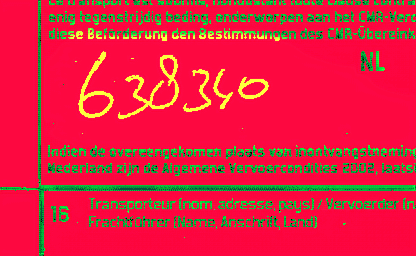 enig tegenstrijdig beding, onderworpen aan het CMR-Verd
diese Beförderung den Bestimmungen des CMR-Übereink
NL
638340
Indien de overeengekomen plaats van inontvangstneming
Nederland zijn de Algemene Vervoercondities 2002, laatst
16 Transporteur (nom, adresse, pays) / Vervoerder (n
Frachtführer (Name, Anschrift, Land)